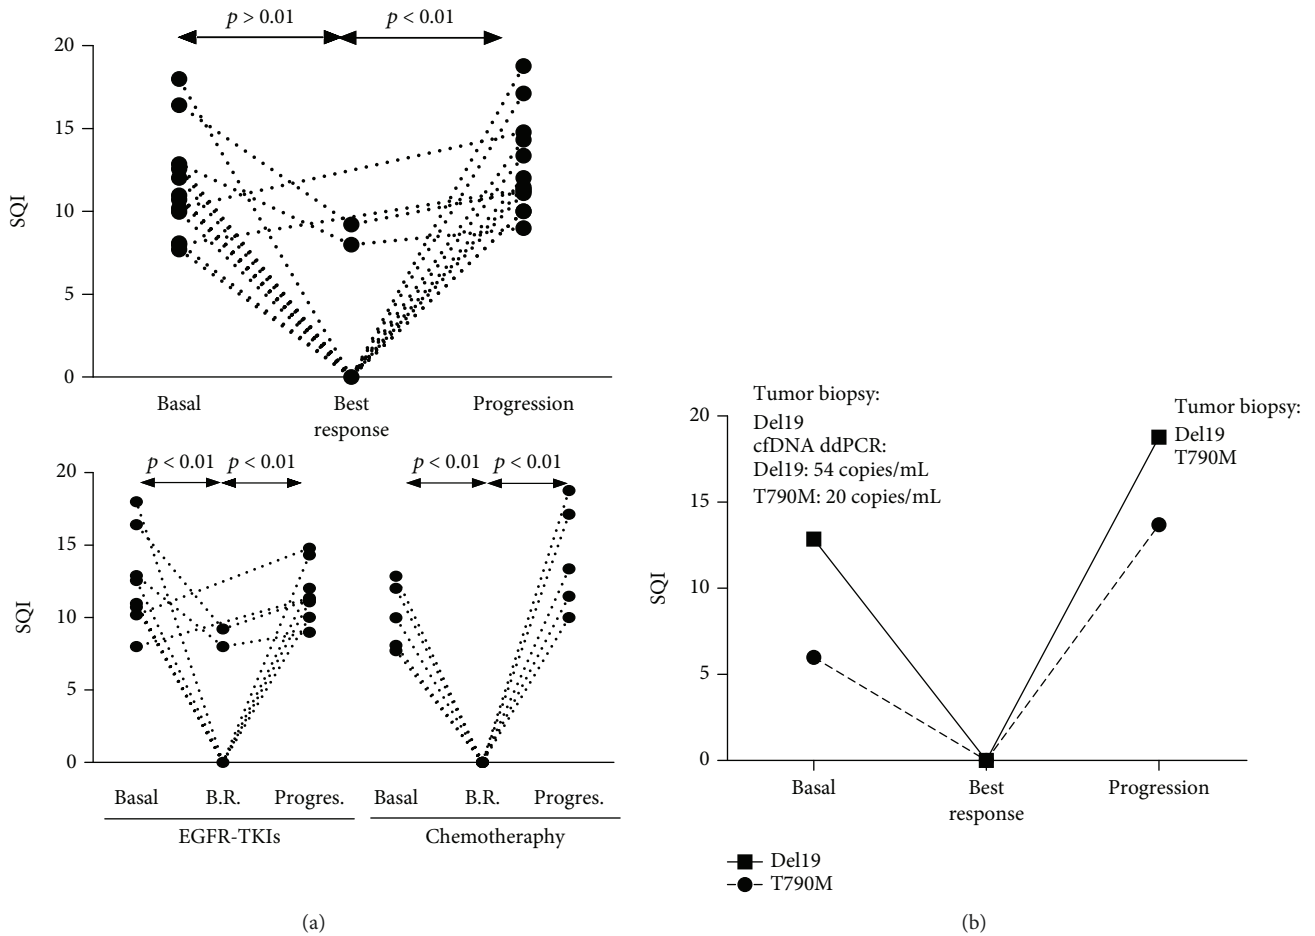 p > 0.01
p < 0.01
20
15
10
5
0
SQI
Basal
Best
response
Progression
p < 0.01
p < 0.01
p < 0.01
p < 0.01
20
15
10
5
0
SQI
Basal
B.R.
Progres.
Basal
B.R.
Progres.
EGFR-TKIs
Chemotheraphy
(a)
Tumor biopsy:
Del19
cfDNA ddPCR:
Del19: 54 copies/mL
T790M: 20 copies/mL
Tumor biopsy:
Del19
T790M
20
15
10
5
0
SQI
Basal
Best
response
Progression
Del19
T790M
(b)